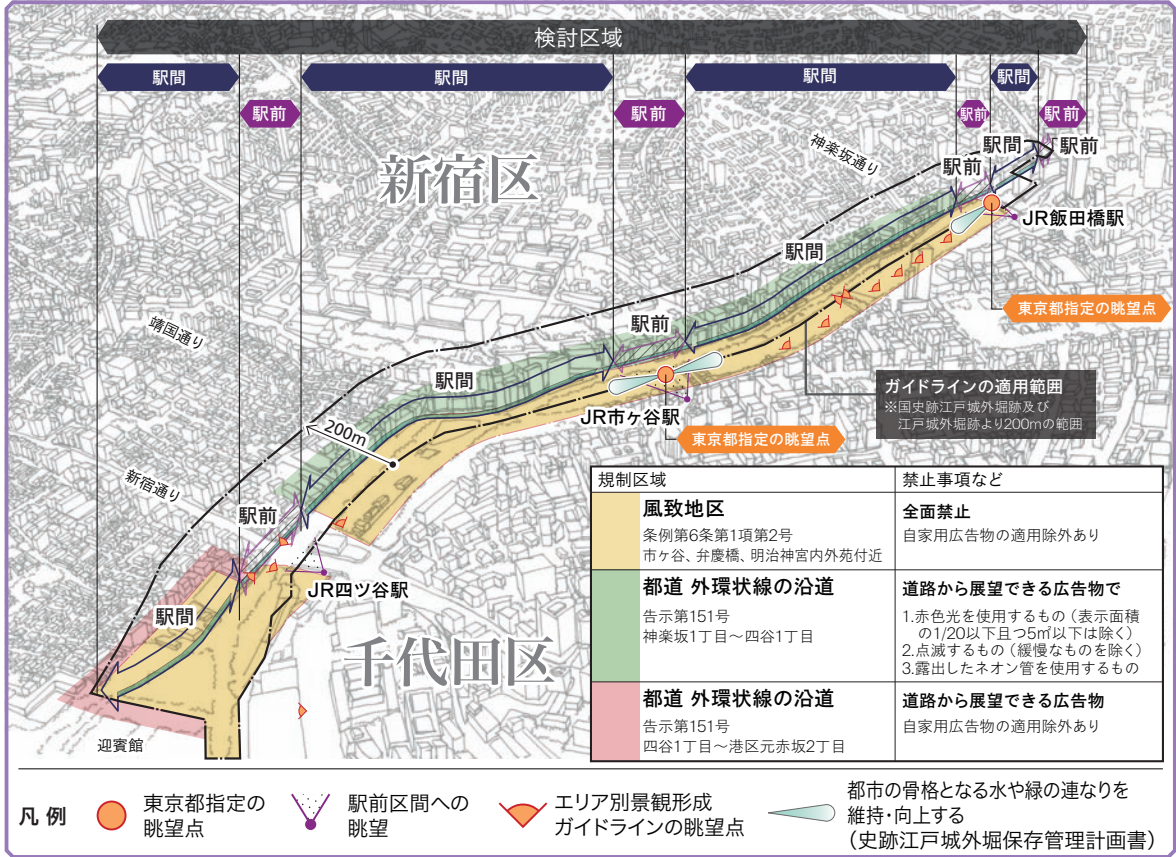 検討区域
駅間
駅間
駅間
駅間
駅前
駅前
駅前
駅前
新宿区
神楽坂通り
駅間
駅前
駅前
JR飯田橋駅
駅間
東京都指定の眺望点
靖国通り
駅前
駅間
ガイドラインの適用範囲
※国史跡江戸城外堀跡及び
江戸城外堀跡より200mの範囲
JR市ヶ谷駅
東京都指定の眺望点
200m
新宿通り
駅前
JR四ツ谷駅
駅間
千代田区
迎賓館
規制区域
禁止事項など
風致地区
条例第6条第1項第2号
市ヶ谷、弁慶橋、明治神宮内外苑付近
全面禁止
自家用広告物の適用除外あり
都道 外環状線の沿道
告示第151号
神楽坂1丁目～四谷1丁目
道路から展望できる広告物で
1.赤色光を使用するもの（表示面積
の1/20以下且つ5㎡以下は除く）
2.点滅するもの（緩慢なものを除く）
3.露出したネオン管を使用するもの
都道 外環状線の沿道
告示第151号
四谷1丁目～港区元赤坂2丁目
道路から展望できる広告物
自家用広告物の適用除外あり
凡例
東京都指定の
眺望点
駅前区間への
眺望
エリア別景観形成
ガイドラインの眺望点
都市の骨格となる水や緑の連なりを
維持・向上する
（史跡江戸城外堀保存管理計画書）